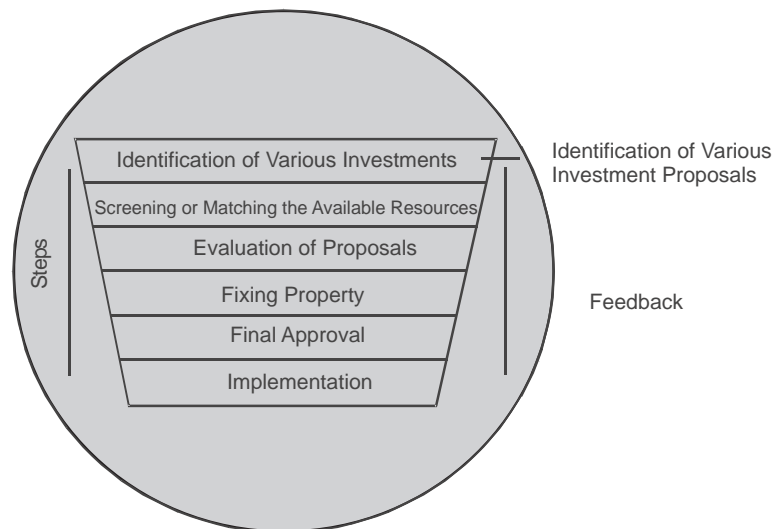 Identification of Various Investments
Screening or Matching the Available Resources
Evaluation of Proposals
Fixing Property
Final Approval
Implementation
Steps
Identification of Various
Investment Proposals
Feedback